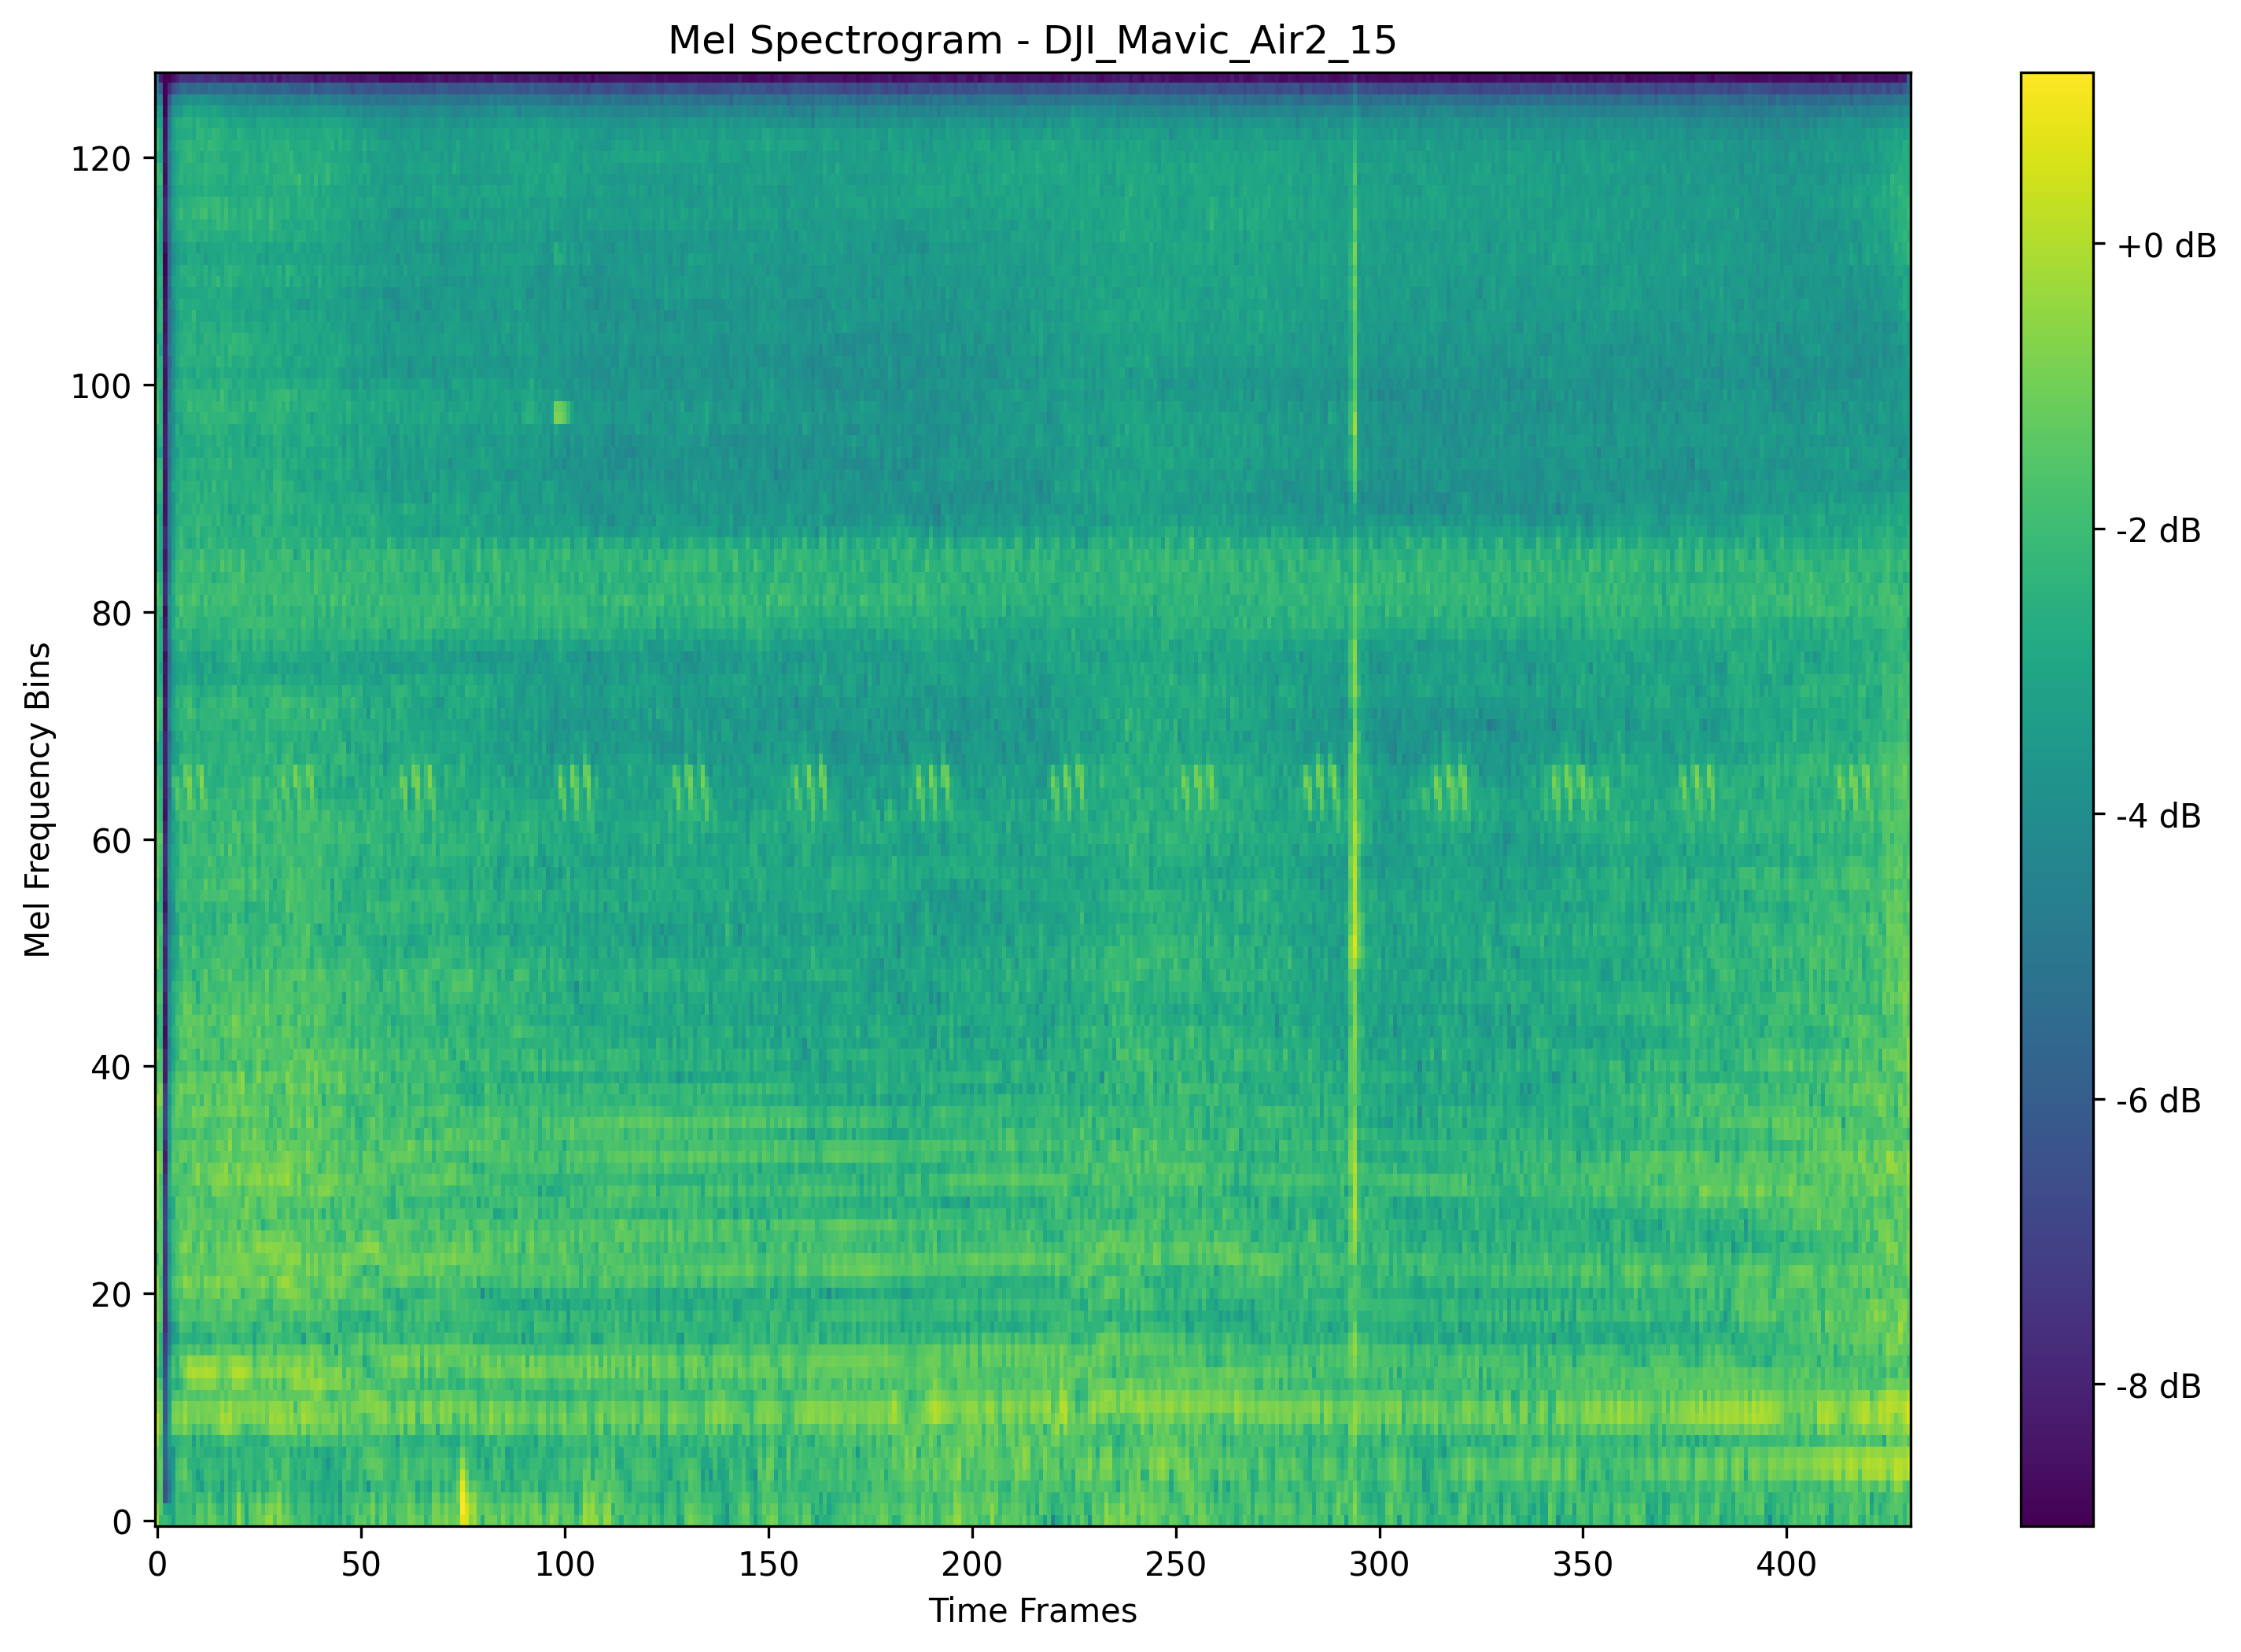 Mel Spectrogram - DJI_Mavic_Air2_15
Mel Frequency Bins
120
100
80
60
40
20
0
0 50 100 150 200 250 300 350 400
Time Frames
+0 dB
-2 dB
-4 dB
-6 dB
-8 dB